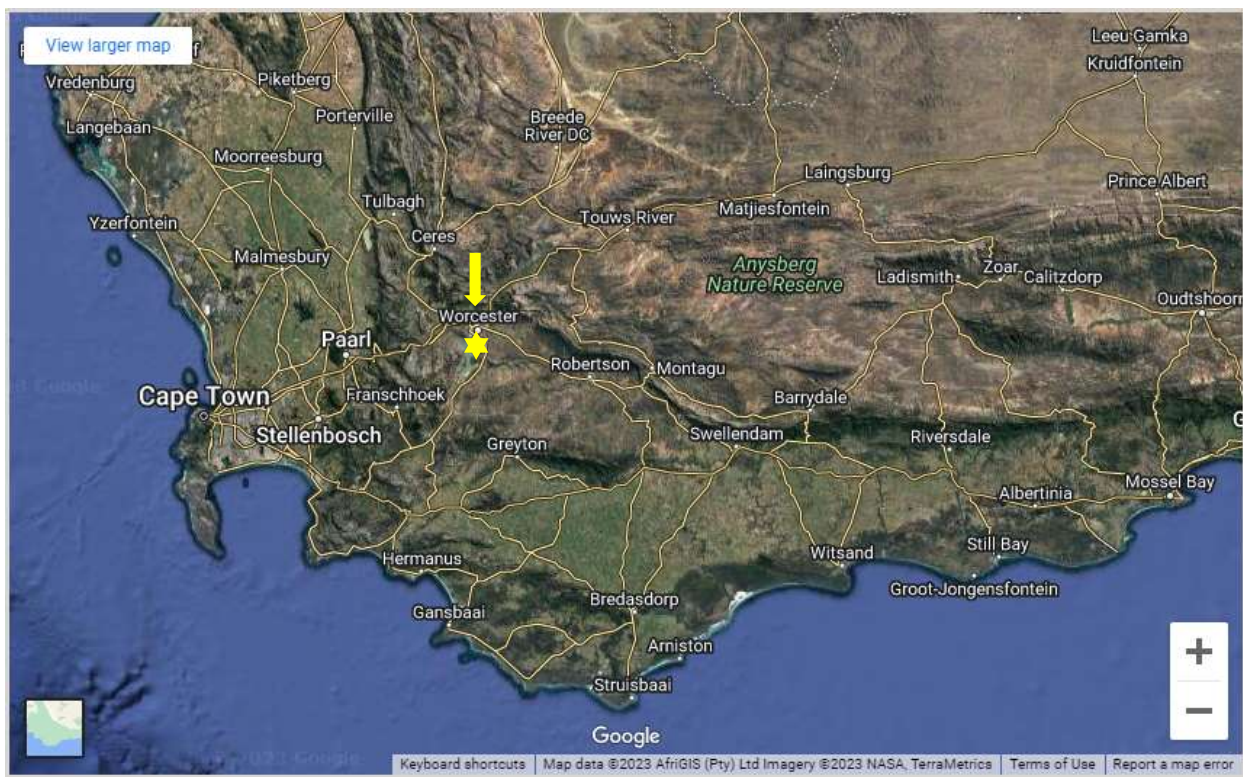 View larger map
Leeu Gamka
Kruidfontein
Vredenburg
Piketberg
Langebaan
Porterville
Breede
River DC
Moorreesburg
Laingsburg
Prince Albert
Tulbagh
Matjiesfontein
Yzerfontein
Touws River
Ceres
Malmesbury
Anysberg
Nature Reserve
Ladismith
Zoar
Calitzdorp
Oudtshoorn
Worcester
Paarl
Robertson
Montagu
Cape Town
Franschhoek
Barrydale
Stellenbosch
Greyton
Swellendam
Riversdale
G
Mossel Bay
Albertinia
Hermanus
Witsand
Still Bay
Groot-Jongensfontein
Gansbaai
Bredasdorp
Arniston
Struisbaai
Google
Keyboard shortcuts
Map data ©2023 AfriGIS (Pty) Ltd Imagery ©2023 NASA, TerraMetrics
Terms of Use
Report a map error